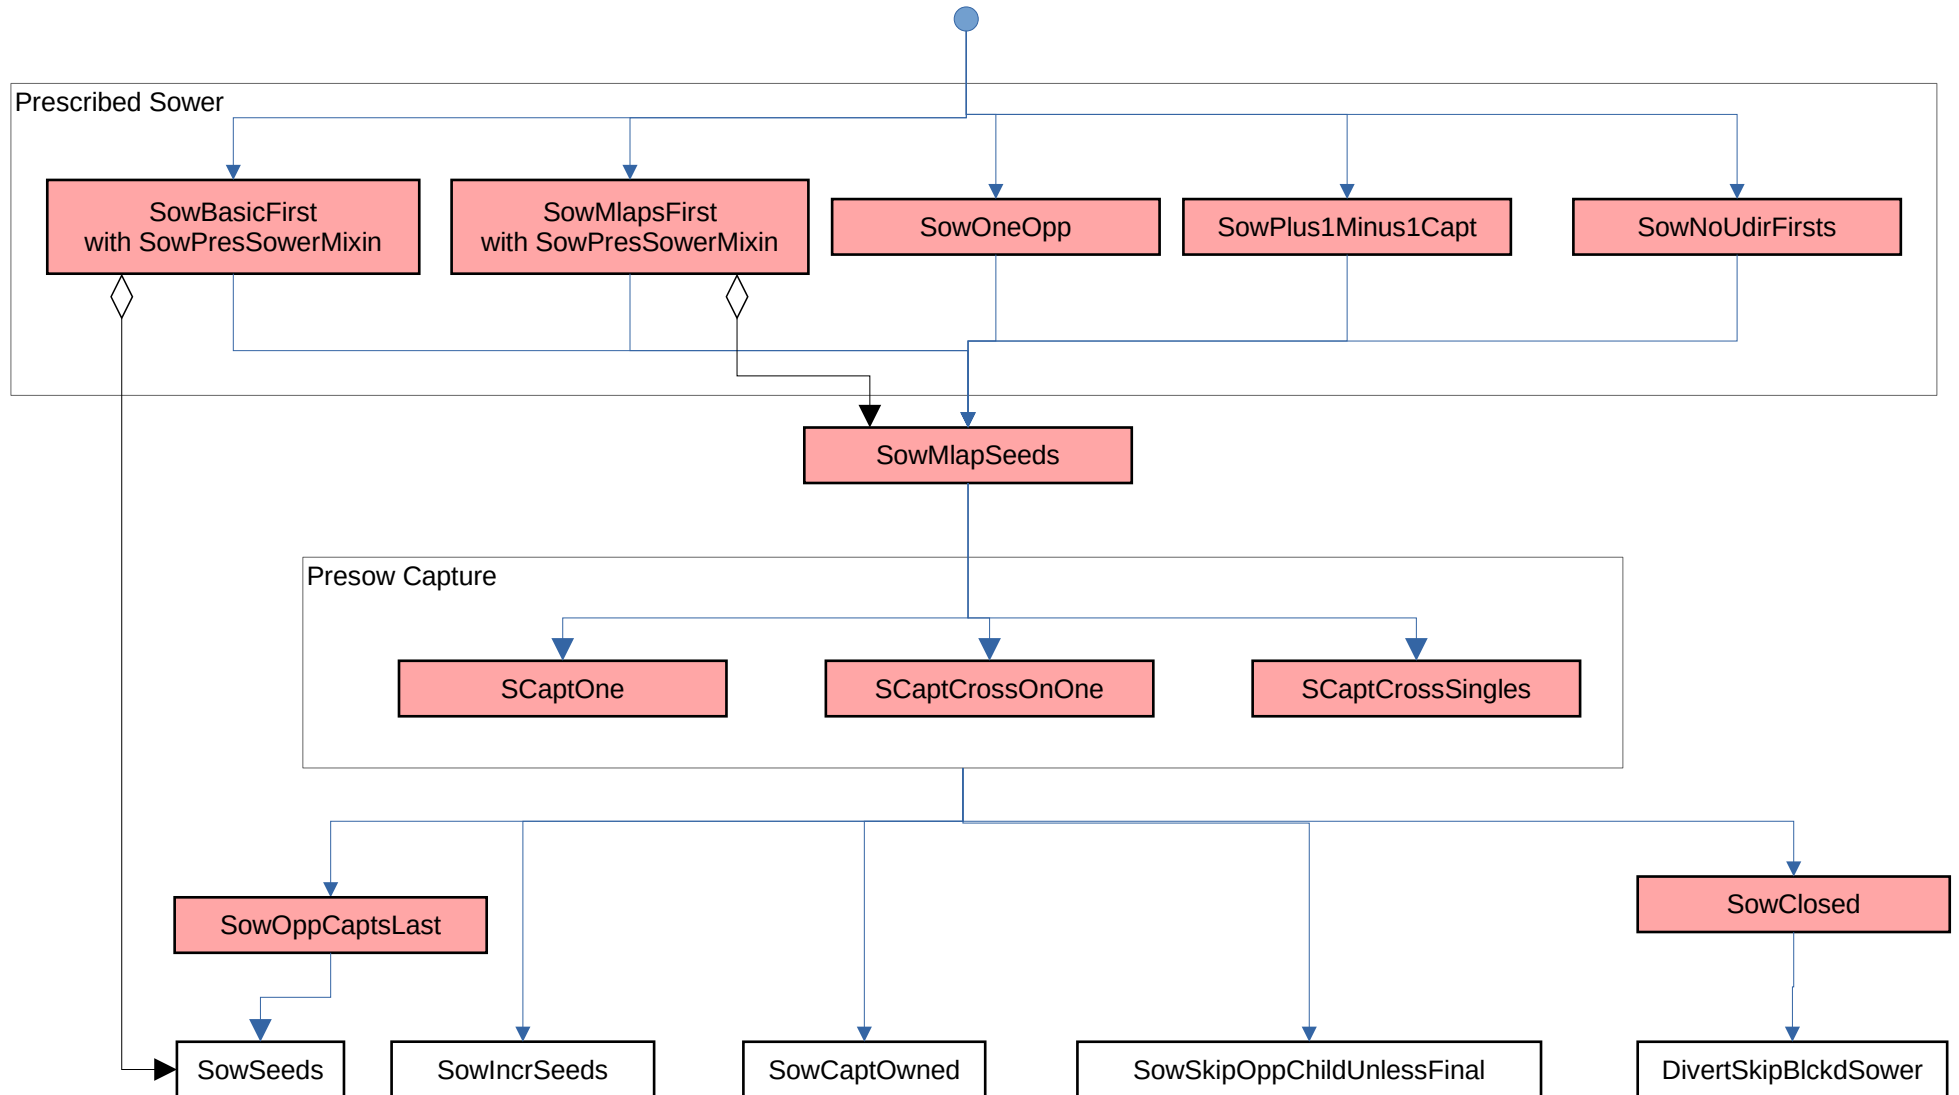 Prescribed Sower
SowBasicFirst
with SowPresSowerMixin
SowMlapsFirst
with SowPresSowerMixin
SowOneOpp
SowPlus1Minus1Capt
SowNoUdirFirsts
SowMlapSeeds
Presow Capture
SCaptOne
SCaptCrossOnOne
SCaptCrossSingles
SowOppCaptsLast
SowClosed
SowSeeds
SowIncrSeeds
SowCaptOwned
SowSkipOppChildUnlessFinal
DivertSkipBlckdSower